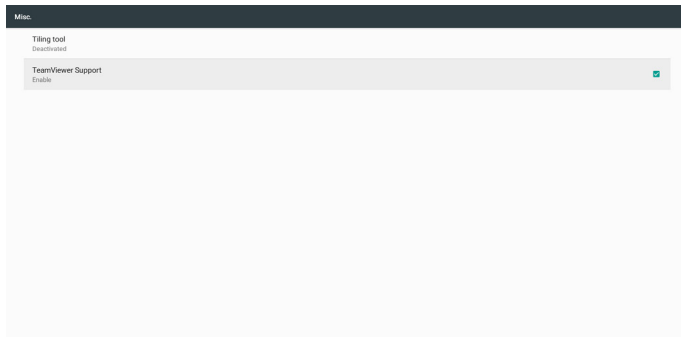 Misc.
Tiling tool
Deactivated
TeamViewer Support
Enable